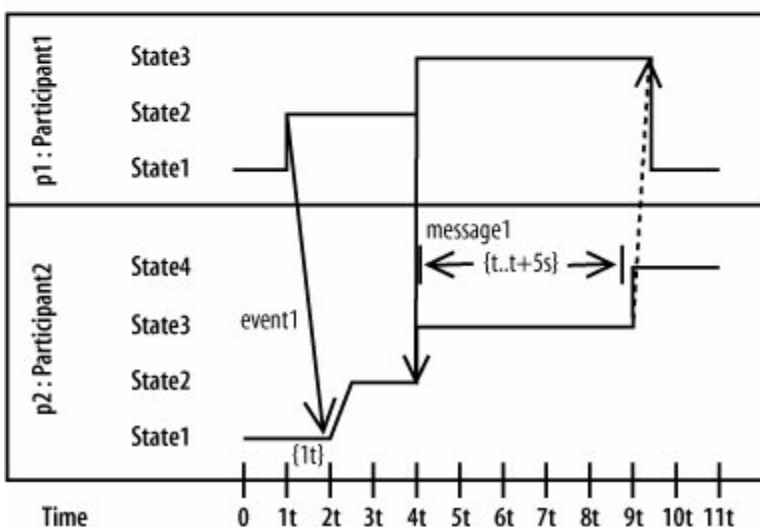 p1 : Participant1
State3
State2
State1
p2 : Participant2
message1
State4
{t..t+5s}
State3
event1
State2
State1
{1t}
Time 0 1t 2t 3t 4t 5t 6t 7t 8t 9t 10t 11t